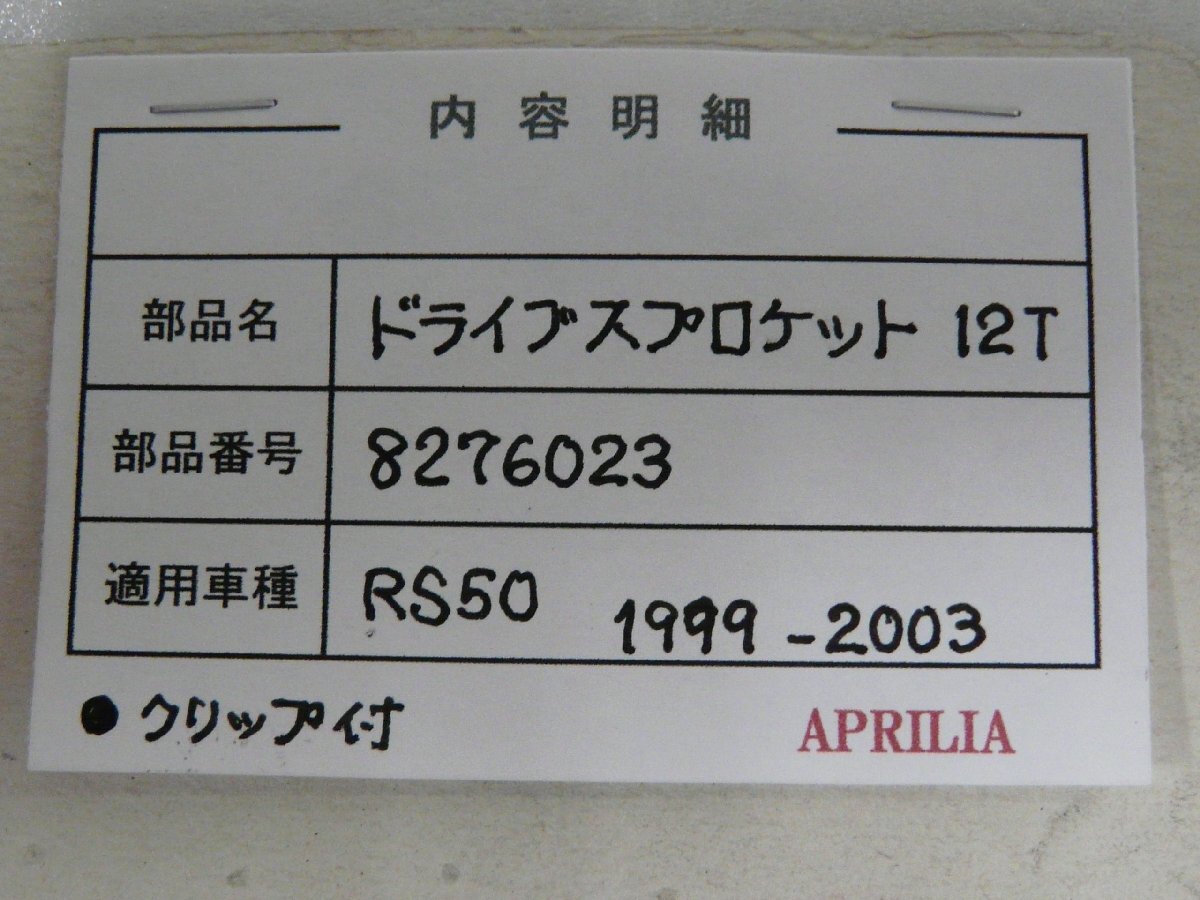 内容明細
部品名 ドライブスプロケット 12T
部品番号 8276023
適用車種 RS50 1999-2003
●クリップ付 APRILIA